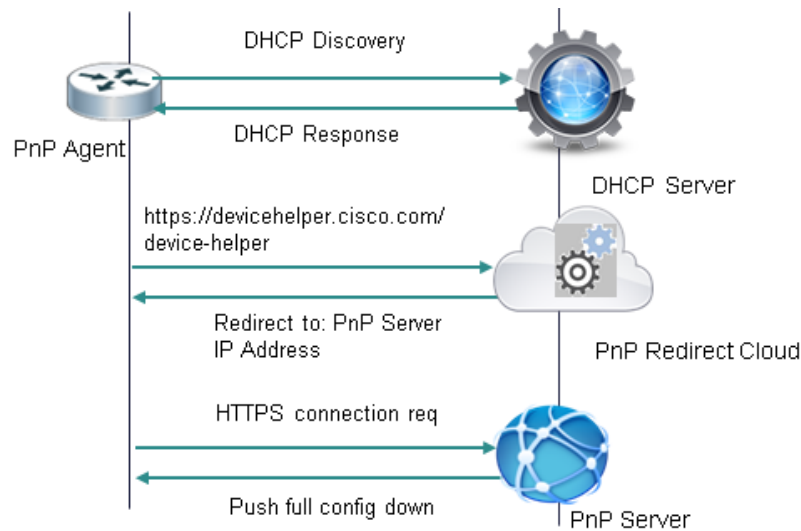 DHCP Discovery
DHCP Response
PnP Agent
DHCP Server
https://devicehelper.cisco.com/
device-helper
Redirect to: PnP Server
IP Address
PnP Redirect Cloud
HTTPS connection req
Push full config down
PnP Server